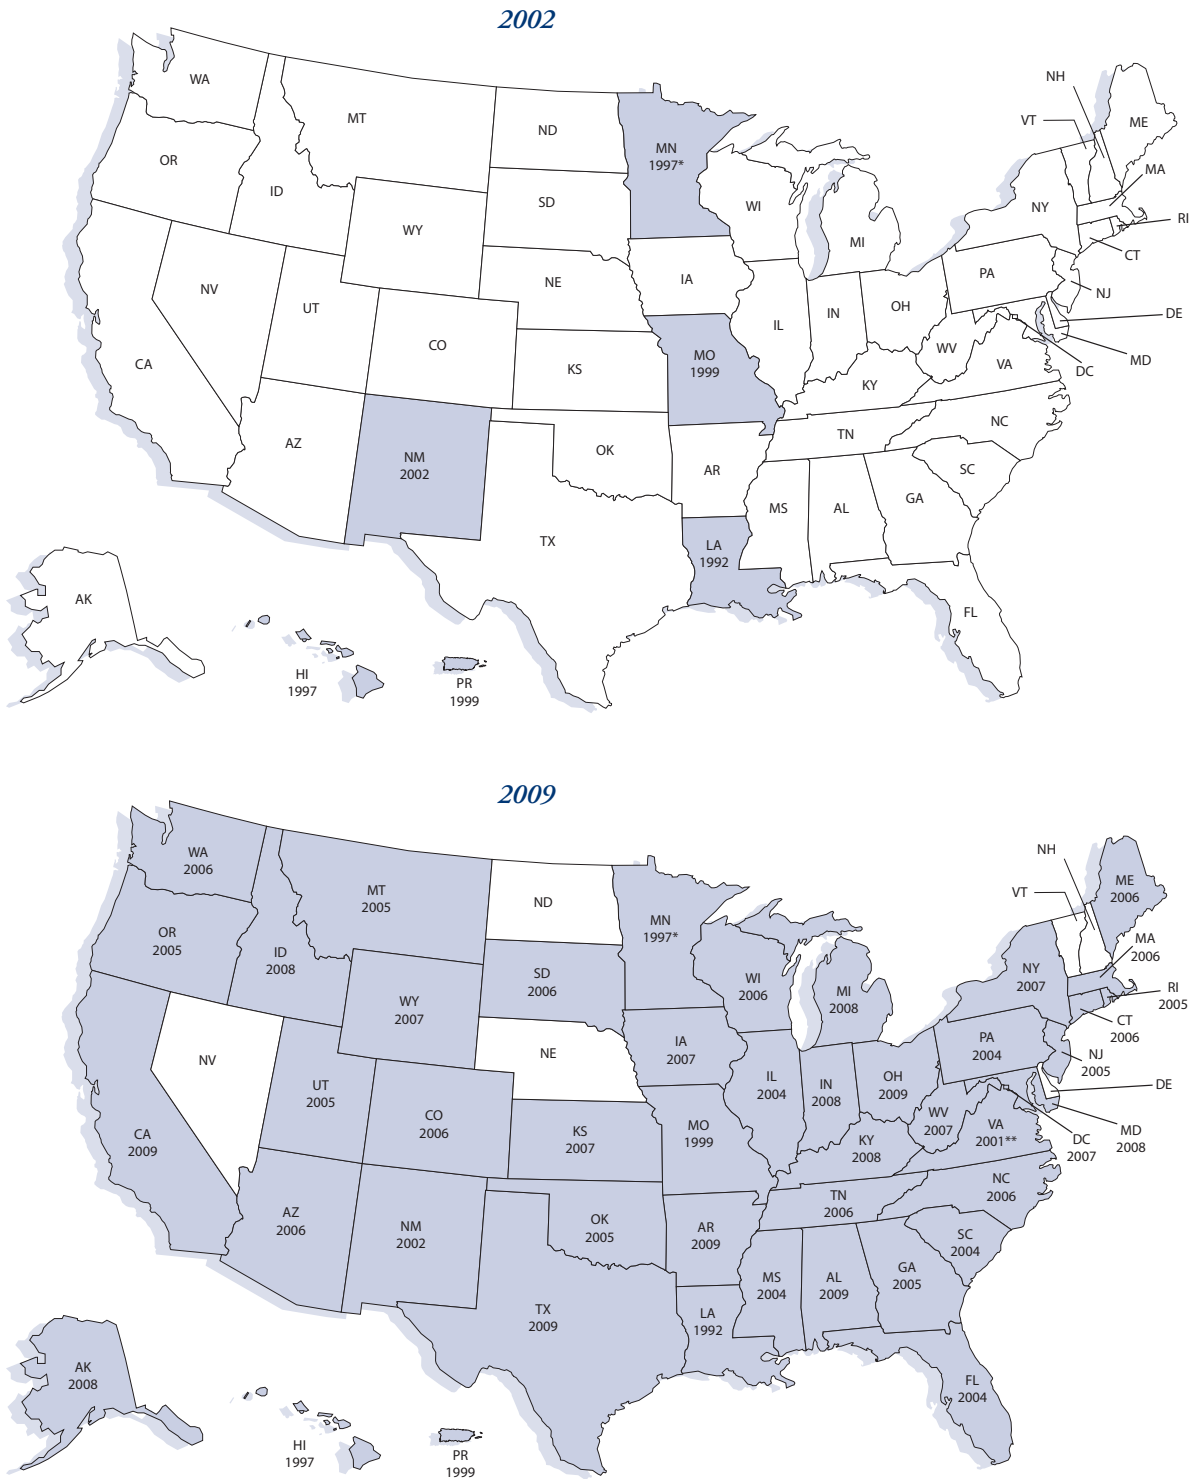 2002
WA
MT
ND
MN
1997*
OR
ID
SD
WI
MI
NH
VT
ME
MA
NY
RI
CT
WY
NV
UT
NE
IA
PA
NJ
DE
MD
DC
CA
CO
KS
MO
1999
IL
IN
OH
WV
VA
KY
AZ
NM
2002
OK
AR
TN
NC
SC
TX
LA
1992
MS
AL
GA
FL
AK
HI
1997
PR
1999
2009
WA
2006
MT
2005
ND
MN
1997*
OR
2005
ID
2008
SD
2006
WI
2006
MI
2008
NH
VT
ME
2006
MA
2006
NY
2007
RI
2005
CT
2006
WY
2007
NV
UT
2005
NE
IA
2007
PA
2004
NJ
2005
DE
MD
2008
DC
2007
CA
2009
CO
2006
KS
2007
MO
1999
IL
2004
IN
2008
OH
2009
WV
2007
VA
2001**
KY
2008
AZ
2006
NM
2002
OK
2005
AR
2009
TN
2006
NC
2006
SC
2004
TX
2009
LA
1992
MS
2004
AL
2009
GA
2005
FL
2004
AK
2008
HI
1997
PR
1999